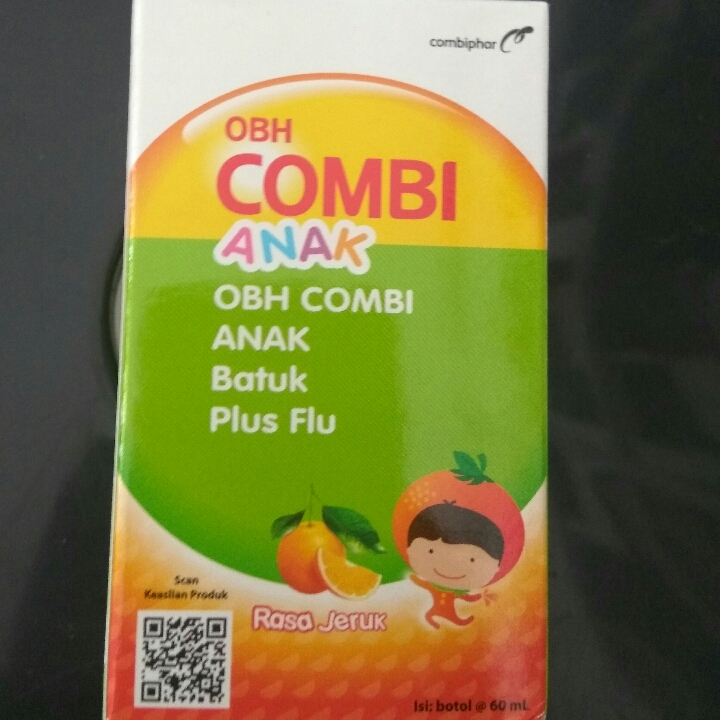 combiphar
OBH
COMBI
ANAK
OBH COMBI
ANAK
Batuk
Plus Flu
Scan
Keaslian Produk
Rasa Jeruk
Isi: botol @ 60 mL